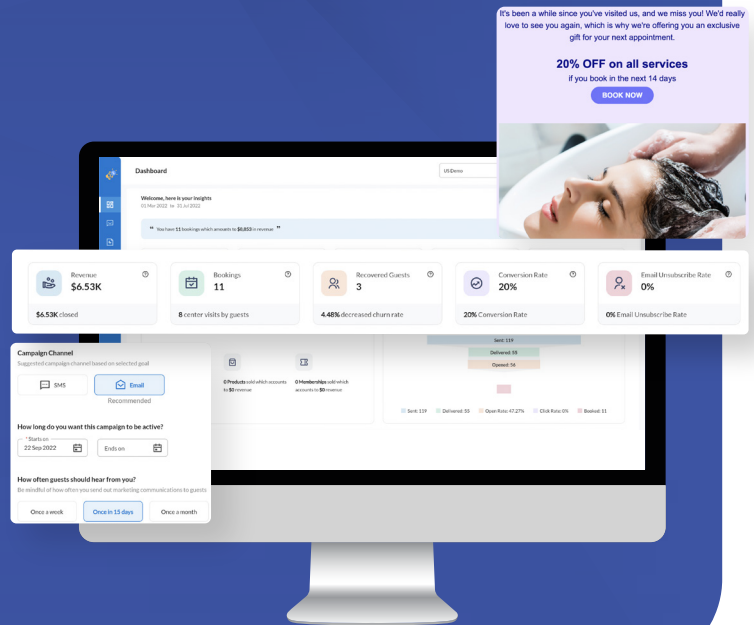 It's been a while since you've visited us, and we miss you! We'd really
love to see you again, which is why we're offering you an exclusive
gift for your next appointment.
20% OFF on all services
if you book in the next 14 days
BOOK NOW
Dashboard
US Demo
Welcome, here is your insights
01 Mar 2022 to 31 Jul 2022
“ You have 11 bookings which amounts to $8,853 in revenue ”
Revenue
$6.53K
$6.53K closed
Bookings
11
8 center visits by guests
Recovered Guests
3
4.48% decreased churn rate
Conversion Rate
20%
20% Conversion Rate
Email Unsubscribe Rate
0%
0% Email Unsubscribe Rate
Campaign Channel
Suggested campaign channel based on selected goal
SMS
Email
Recommended
How long do you want this campaign to be active?
* Starts on
22 Sep 2022
Ends on
How often guests should hear from you?
Be mindful of how often you send out marketing communications to guests
Once a week
Once in 15 days
Once a month
0 Products sold which accounts
to $0 revenue
0 Memberships sold which
accounts to $0 revenue
Sent: 119
Delivered: 55
Opened: 56
Sent: 119
Delivered: 55
Open Rate: 47.27%
Click Rate: 0%
Booked: 11